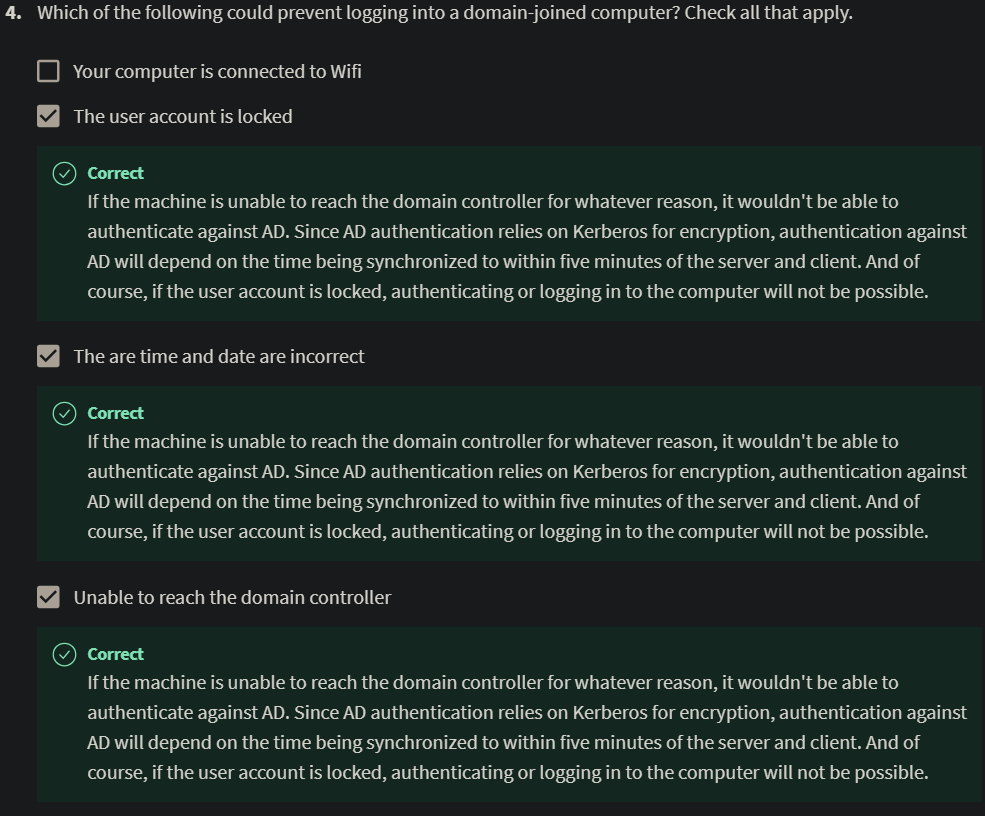 4. Which of the following could prevent logging into a domain-joined computer? Check all that apply.
Your computer is connected to Wifi
The user account is locked
Correct
If the machine is unable to reach the domain controller for whatever reason, it wouldn't be able to
authenticate against AD. Since AD authentication relies on Kerberos for encryption, authentication against
AD will depend on the time being synchronized to within five minutes of the server and client. And of
course, if the user account is locked, authenticating or logging in to the computer will not be possible.
The are time and date are incorrect
Correct
If the machine is unable to reach the domain controller for whatever reason, it wouldn't be able to
authenticate against AD. Since AD authentication relies on Kerberos for encryption, authentication against
AD will depend on the time being synchronized to within five minutes of the server and client. And of
course, if the user account is locked, authenticating or logging in to the computer will not be possible.
Unable to reach the domain controller
Correct
If the machine is unable to reach the domain controller for whatever reason, it wouldn't be able to
authenticate against AD. Since AD authentication relies on Kerberos for encryption, authentication against
AD will depend on the time being synchronized to within five minutes of the server and client. And of
course, if the user account is locked, authenticating or logging in to the computer will not be possible.